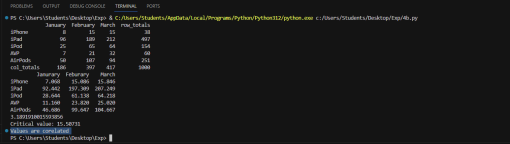 PROBLEMS OUTPUT DEBUG CONSOLE TERMINAL PORTS
PS C:\Users\Students\Desktop\Exp> & C:/Users/Students/AppData/Local/Programs/Python/Python312/python.exe c:/Users/Students/Desktop/Exp/4b.py
January February March row_totals
iPhone 8 15 15 38
iPad 96 189 212 497
iPod 25 65 64 154
AVP 7 21 32 60
AirPods 50 107 94 251
col_totals 186 397 417 1000
Janurary Feburary March
iPhone 7.068 15.086 15.846
iPad 92.442 197.309 207.249
iPod 28.644 61.138 64.218
AVP 11.160 23.820 25.020
AirPods 46.686 99.647 104.667
3.1891910015593856
Critical value: 15.50731
Values are corelated
PS C:\Users\Students\Desktop\Exp>